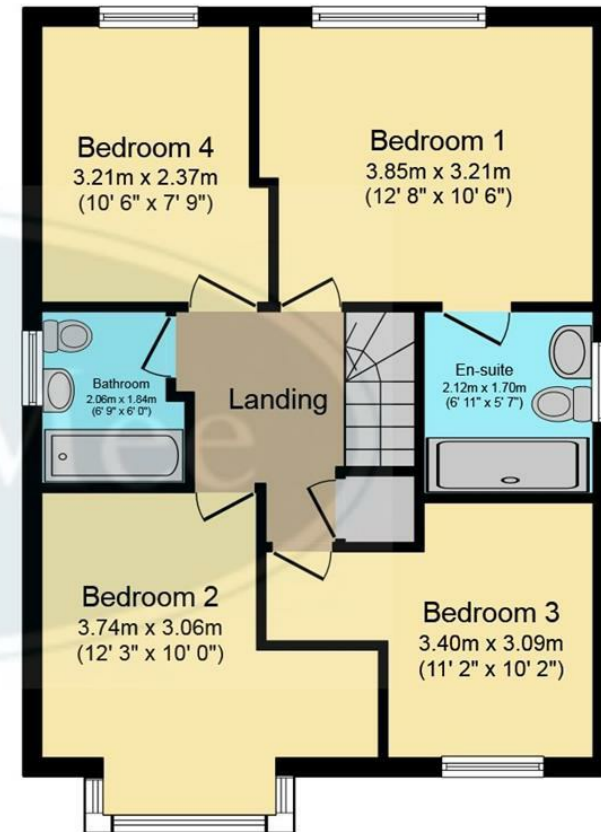 Bedroom 4
3.21m x 2.37m
(10' 6" x 7' 9")
Bedroom 1
3.85m x 3.21m
(12' 8" x 10' 6")
Bathroom
2.06m x 1.84m
(6' 9" x 6' 0")
Landing
En-suite
2.12m x 1.70m
(6' 11" x 5' 7")
Bedroom 2
3.74m x 3.06m
(12' 3" x 10' 0")
Bedroom 3
3.40m x 3.09m
(11' 2" x 10' 2")